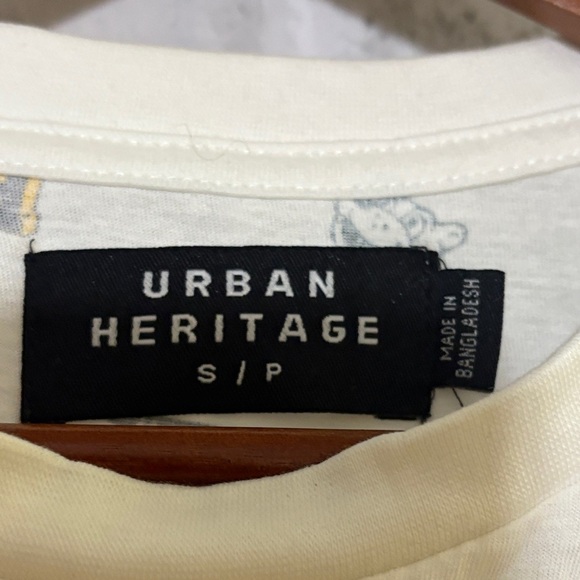 URBAN
HERITAGE
S / P
MADE IN
BANGLADESH